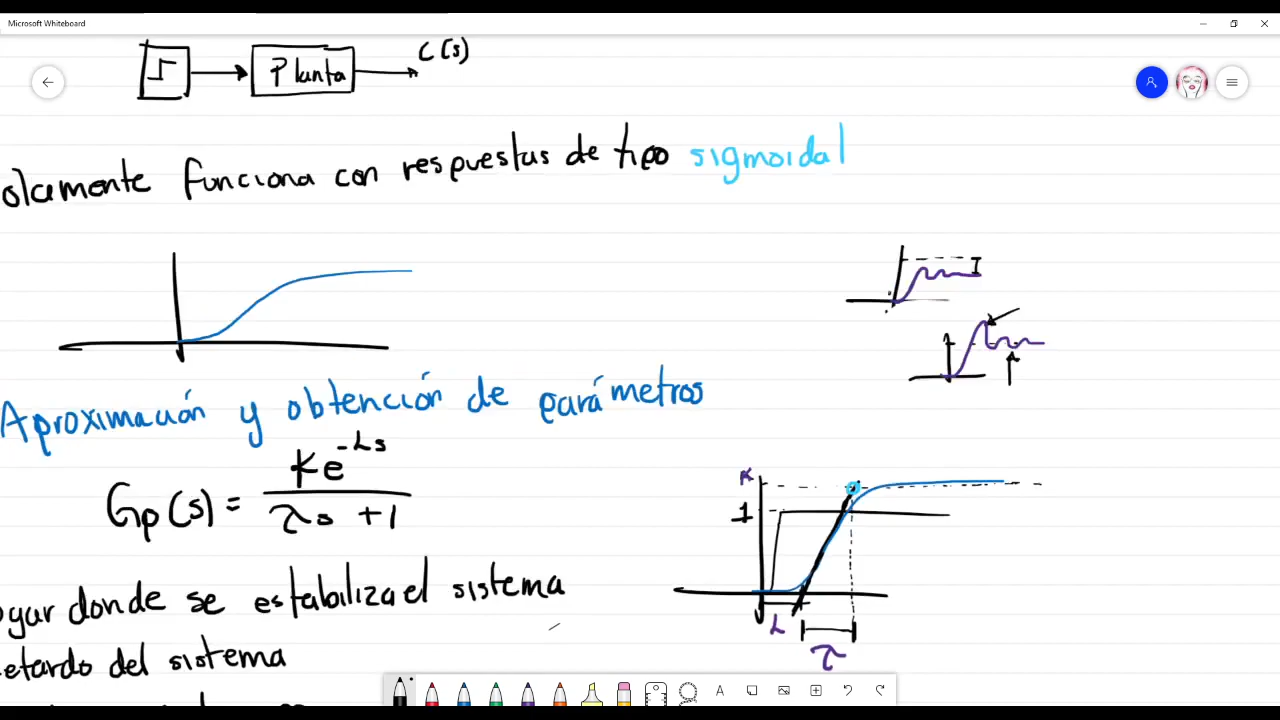 Microsoft Whiteboard
Planta
C(s)
olamente funciona con respuestas de tipo sigmoidal
Aproximación y obtención de parámetros
Gp(s) = Ke^-Ls / τs + 1
K
1
L
τ
ugar donde se estabiliza el sistema
etardo del sistema
A